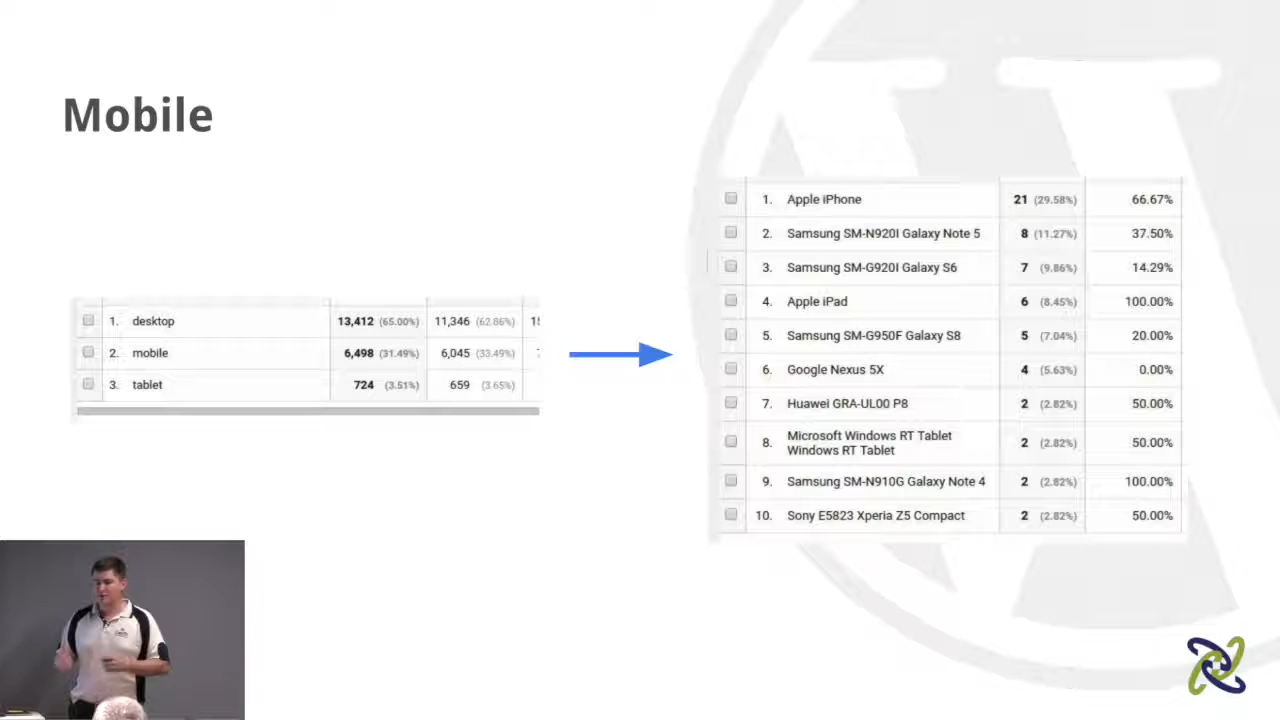 Mobile
1. desktop 13,412 (65.00%) 11,346 (62.86%)
2. mobile 6,498 (31.49%) 6,045 (33.49%)
3. tablet 724 (3.51%) 659 (3.65%)
1. Apple iPhone 21 (29.58%) 66.67%
2. Samsung SM-N920I Galaxy Note 5 8 (11.27%) 37.50%
3. Samsung SM-G920I Galaxy S6 7 (9.86%) 14.29%
4. Apple iPad 6 (8.45%) 100.00%
5. Samsung SM-G950F Galaxy S8 5 (7.04%) 20.00%
6. Google Nexus 5X 4 (5.63%) 0.00%
7. Huawei GRA-UL00 P8 2 (2.82%) 50.00%
8. Microsoft Windows RT Tablet
Windows RT Tablet 2 (2.82%) 50.00%
9. Samsung SM-N910G Galaxy Note 4 2 (2.82%) 100.00%
10. Sony E5823 Xperia Z5 Compact 2 (2.82%) 50.00%